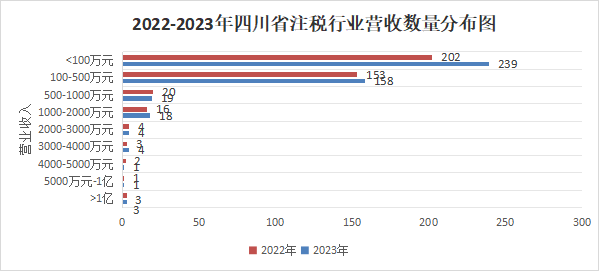 2022-2023年四川省注税行业营收数量分布图
营业收入
<100万元
202
239
100-500万元
153
158
500-1000万元
20
19
1000-2000万元
16
18
2000-3000万元
4
4
3000-4000万元
3
4
4000-5000万元
2
1
5000万元-1亿
1
1
>1亿
3
3
0 50 100 150 200 250 300
2022年 2023年